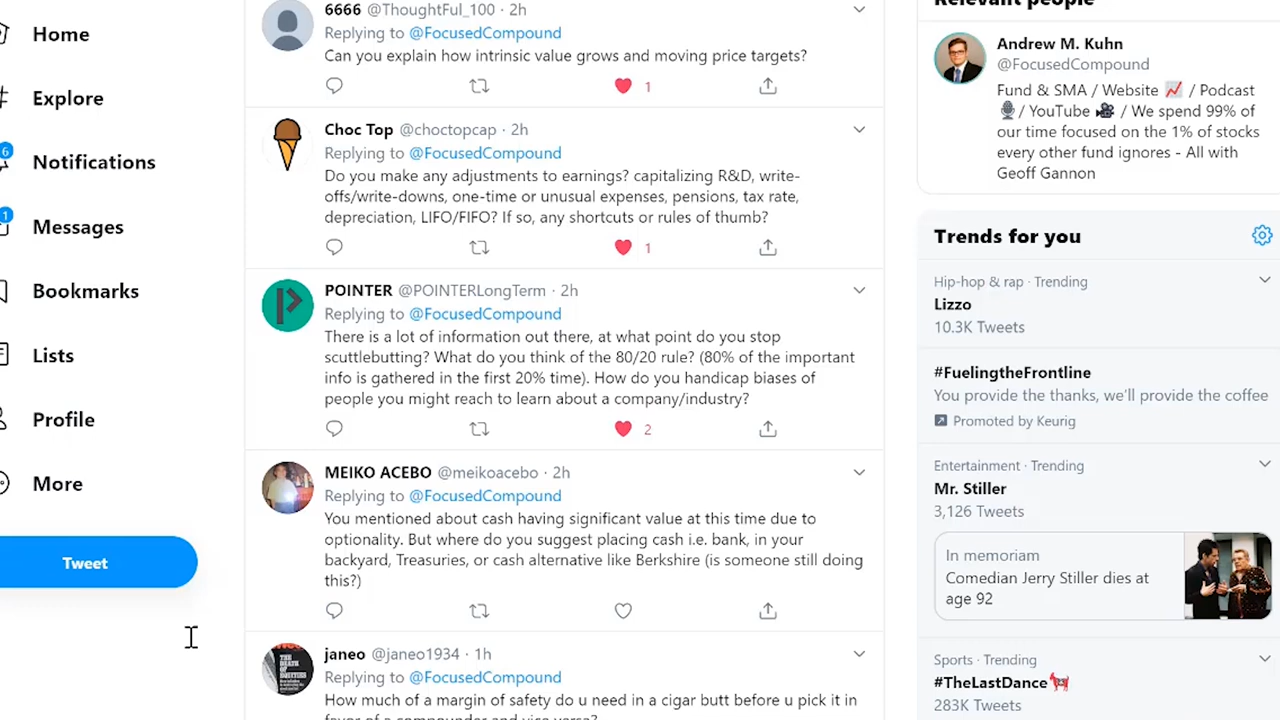 Home
Explore
6
Notifications
1
Messages
Bookmarks
Lists
Profile
More
Tweet
6666 @ThoughtFul_100 · 2h
Replying to @FocusedCompound
Can you explain how intrinsic value grows and moving price targets?
1
Choc Top @choctopcap · 2h
Replying to @FocusedCompound
Do you make any adjustments to earnings? capitalizing R&D, write-
offs/write-downs, one-time or unusual expenses, pensions, tax rate,
depreciation, LIFO/FIFO? If so, any shortcuts or rules of thumb?
1
POINTER @POINTERLongTerm · 2h
Replying to @FocusedCompound
There is a lot of information out there, at what point do you stop
scuttlebutting? What do you think of the 80/20 rule? (80% of the important
info is gathered in the first 20% time). How do you handicap biases of
people you might reach to learn about a company/industry?
2
MEIKO ACEBO @meikoacebo · 2h
Replying to @FocusedCompound
You mentioned about cash having significant value at this time due to
optionality. But where do you suggest placing cash i.e. bank, in your
backyard, Treasuries, or cash alternative like Berkshire (is someone still doing
this?)
janeo @janeo1934 · 1h
Replying to @FocusedCompound
How much of a margin of safety do u need in a cigar butt before u pick it in
favor of a compounder and vice versa?
Relevant people
Andrew M. Kuhn
@FocusedCompound
Fund & SMA / Website 📈 / Podcast
🎙️/ YouTube 🎥 / We spend 99% of
our time focused on the 1% of stocks
every other fund ignores - All with
Geoff Gannon
Trends for you
Hip-hop & rap · Trending
Lizzo
10.3K Tweets
#FuelingtheFrontline
You provide the thanks, we'll provide the coffee
Promoted by Keurig
Entertainment · Trending
Mr. Stiller
3,126 Tweets
In memoriam
Comedian Jerry Stiller dies at
age 92
Sports · Trending
#TheLastDance
283K Tweets